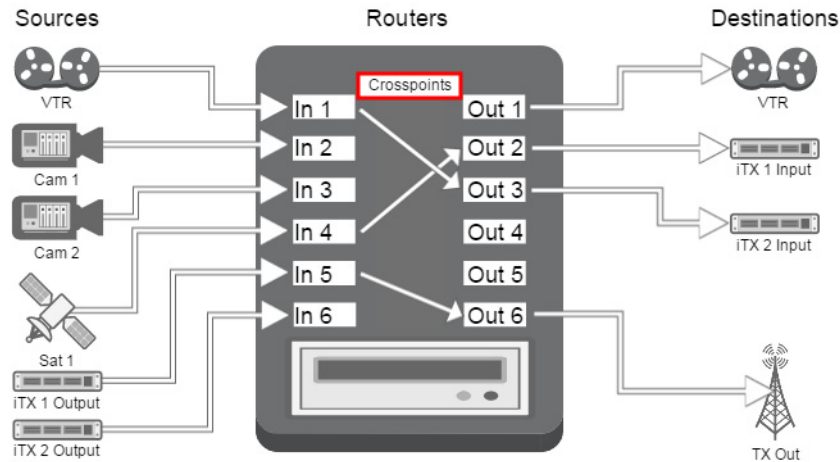 Sources
Routers
Destinations
VTR
Cam 1
Cam 2
Sat 1
iTX 1 Output
iTX 2 Output
Crosspoints
In 1
In 2
In 3
In 4
In 5
In 6
Out 1
Out 2
Out 3
Out 4
Out 5
Out 6
VTR
iTX 1 Input
iTX 2 Input
TX Out